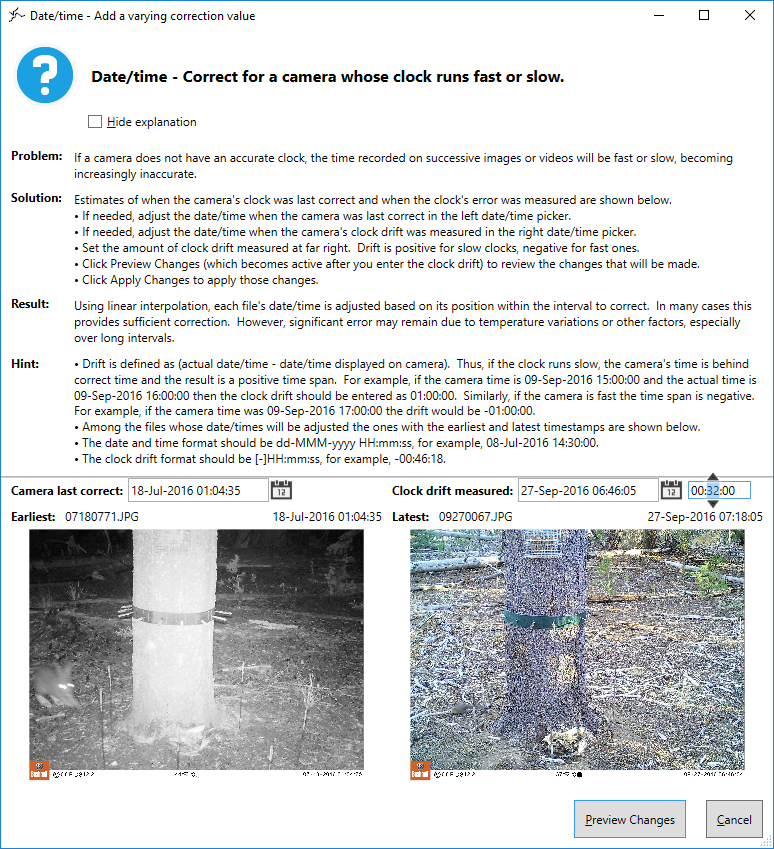 Date/time - Add a varying correction value
Date/time - Correct for a camera whose clock runs fast or slow.
Hide explanation
Problem: If a camera does not have an accurate clock, the time recorded on successive images or videos will be fast or slow, becoming
increasingly inaccurate.
Solution: Estimates of when the camera's clock was last correct and when the clock's error was measured are shown below.
• If needed, adjust the date/time when the camera was last correct in the left date/time picker.
• If needed, adjust the date/time when the camera's clock drift was measured in the right date/time picker.
• Set the amount of clock drift measured at far right. Drift is positive for slow clocks, negative for fast ones.
• Click Preview Changes (which becomes active after you enter the clock drift) to review the changes that will be made.
• Click Apply Changes to apply those changes.
Result: Using linear interpolation, each file's date/time is adjusted based on its position within the interval to correct. In many cases this
provides sufficient correction. However, significant error may remain due to temperature variations or other factors, especially
over long intervals.
Hint: • Drift is defined as (actual date/time - date/time displayed on camera). Thus, if the clock runs slow, the camera's time is behind
correct time and the result is a positive time span. For example, if the camera time is 09-Sep-2016 15:00:00 and the actual time is
09-Sep-2016 16:00:00 then the clock drift should be entered as 01:00:00. Similarly, if the camera is fast the time span is negative.
For example, if the camera time was 09-Sep-2016 17:00:00 the drift would be -01:00:00.
• Among the files whose date/times will be adjusted the ones with the earliest and latest timestamps are shown below.
• The date and time format should be dd-MMM-yyyy HH:mm:ss, for example, 08-Jul-2016 14:30:00.
• The clock drift format should be [-]HH:mm:ss, for example, -00:46:18.
Camera last correct: 18-Jul-2016 01:04:35 12 Clock drift measured: 27-Sep-2016 06:46:05 12 00:32:00
Earliest: 07180771.JPG 18-Jul-2016 01:04:35 Latest: 09270067.JPG 27-Sep-2016 07:18:05
Bushnell
Bushnell
Preview Changes Cancel